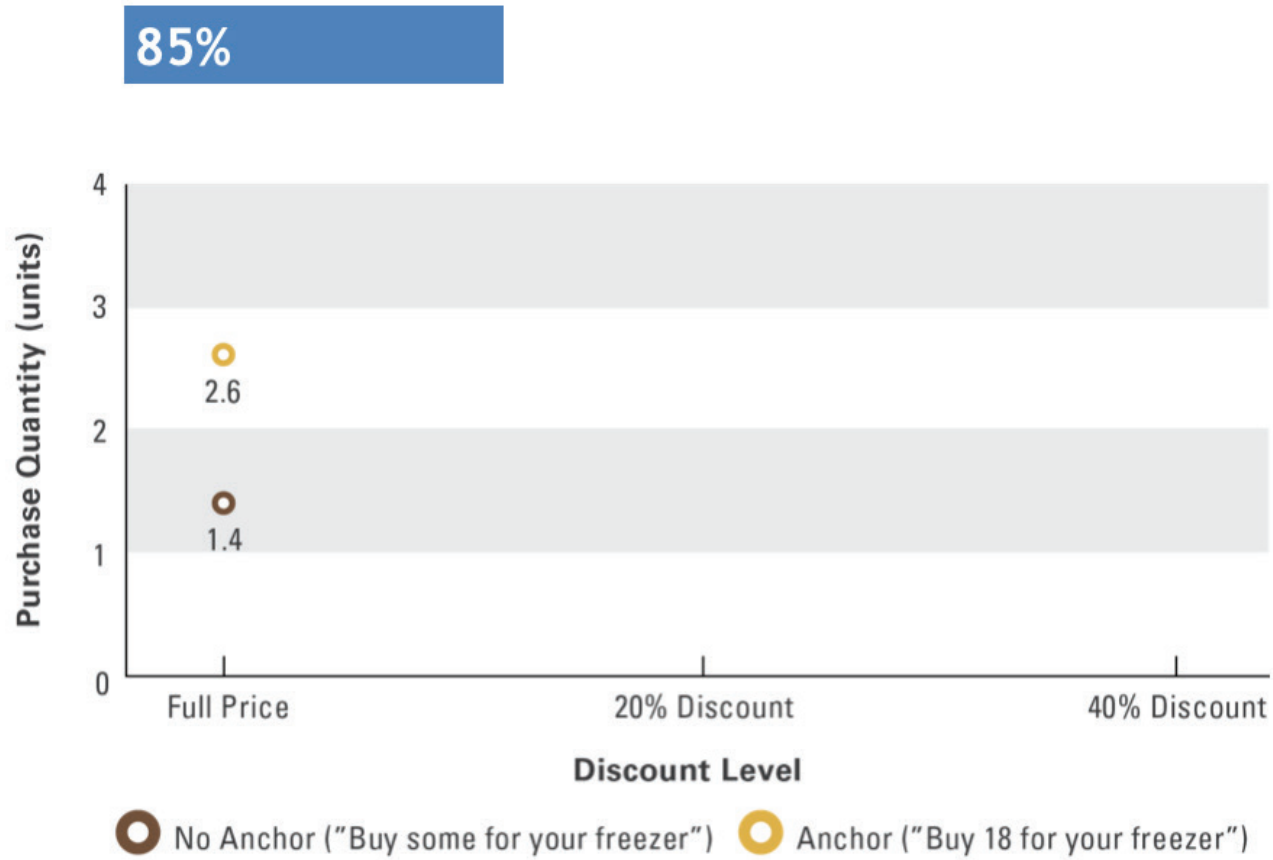 85%
Purchase Quantity (units)
4
3
2
1
0
2.6
1.4
Full Price
20% Discount
40% Discount
Discount Level
No Anchor ("Buy some for your freezer")
Anchor ("Buy 18 for your freezer")